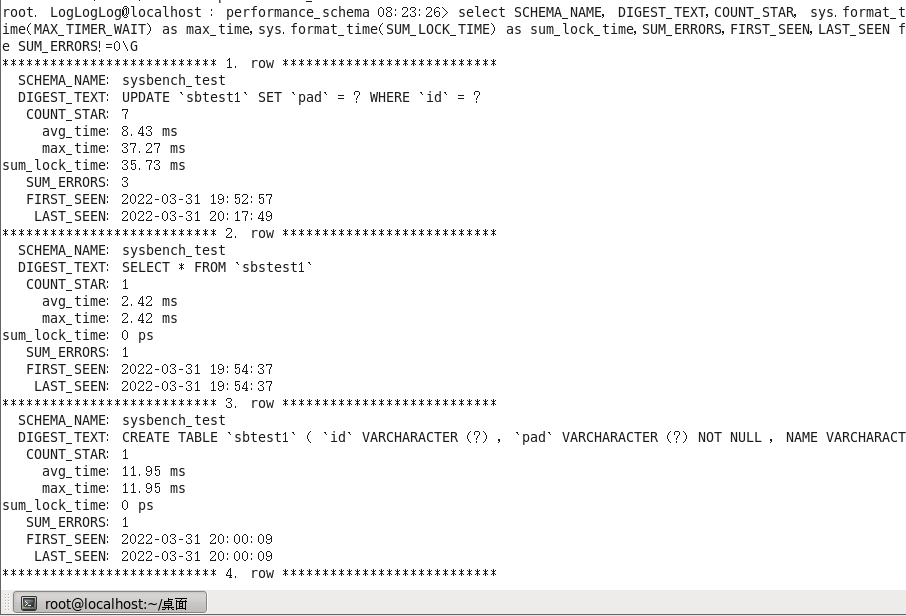 root. LogLogLog@localhost : performance_schema 08:23:26> select SCHEMA_NAME, DIGEST_TEXT,COUNT_STAR, sys.format_t
ime(MAX_TIMER_WAIT) as max_time,sys.format_time(SUM_LOCK_TIME) as sum_lock_time,SUM_ERRORS,FIRST_SEEN,LAST_SEEN f
e SUM_ERRORS!=0\G
*************************** 1. row ***************************
SCHEMA_NAME: sysbench_test
DIGEST_TEXT: UPDATE `sbtest1` SET `pad` = ? WHERE `id` = ?
COUNT_STAR: 7
avg_time: 8.43 ms
max_time: 37.27 ms
sum_lock_time: 35.73 ms
SUM_ERRORS: 3
FIRST_SEEN: 2022-03-31 19:52:57
LAST_SEEN: 2022-03-31 20:17:49
*************************** 2. row ***************************
SCHEMA_NAME: sysbench_test
DIGEST_TEXT: SELECT * FROM `sbstest1`
COUNT_STAR: 1
avg_time: 2.42 ms
max_time: 2.42 ms
sum_lock_time: 0 ps
SUM_ERRORS: 1
FIRST_SEEN: 2022-03-31 19:54:37
LAST_SEEN: 2022-03-31 19:54:37
*************************** 3. row ***************************
SCHEMA_NAME: sysbench_test
DIGEST_TEXT: CREATE TABLE `sbtest1` ( `id` VARCHARACTER (?) , `pad` VARCHARACTER (?) NOT NULL , NAME VARCHARACT
COUNT_STAR: 1
avg_time: 11.95 ms
max_time: 11.95 ms
sum_lock_time: 0 ps
SUM_ERRORS: 1
FIRST_SEEN: 2022-03-31 20:00:09
LAST_SEEN: 2022-03-31 20:00:09
*************************** 4. row ***************************
root@localhost:~/桌面